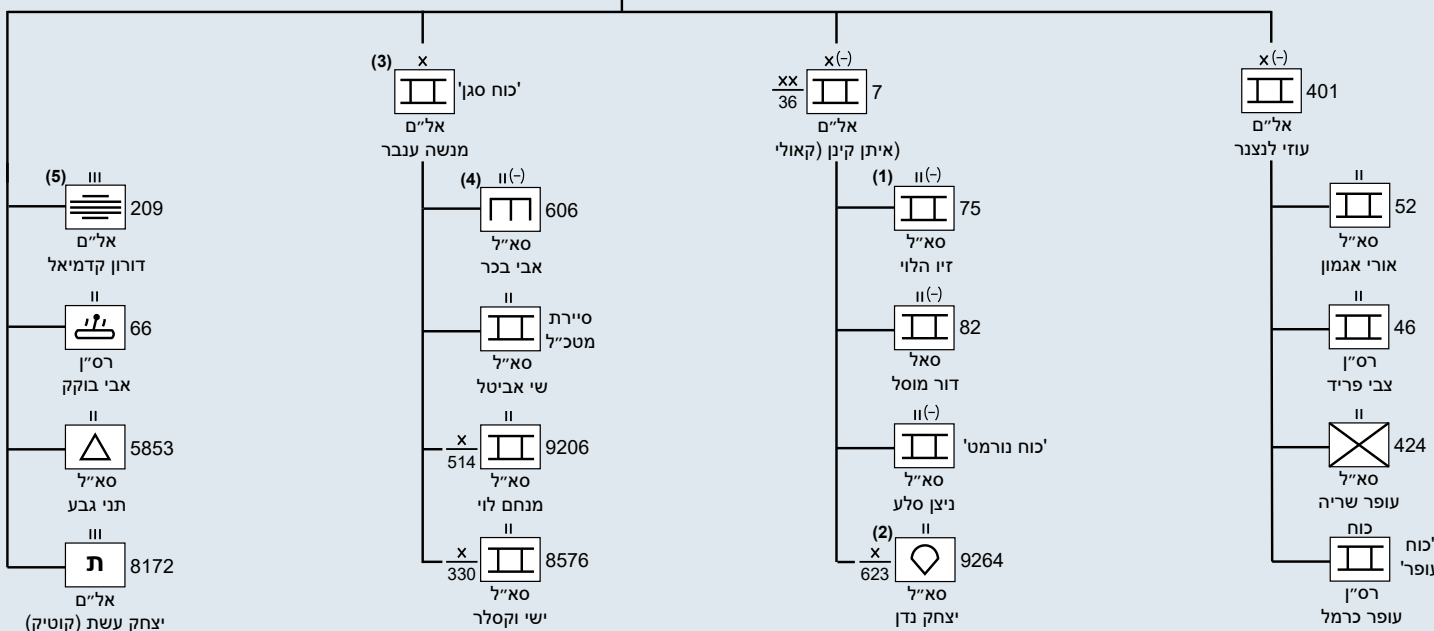 x(-)
401
אל״ם
עוזי לנצנר
II
52
סא״ל
אורי אגמון
II
46
רס״ן
צבי פריד
II
424
סא״ל
עופר שריה
כוח
'כוח
עופר'
רס״ן
עופר כרמל
x(-)
xx
36
7
אל״ם
איתן קינן (קאולי)
(1)
II(-)
75
סא״ל
זיו הלוי
II(-)
82
סאל
דור מוסל
II(-)
'כוח נורמט'
סא״ל
ניצן סלע
(2)
II
x
623
9264
סא״ל
יצחק נדן
(3)
x
'כוח סגן'
אל״ם
מנשה ענבר
(4)
II(-)
606
סא״ל
אבי בכר
II
סיירת
מטכ״ל
סא״ל
שי אביטל
II
x
514
9206
סא״ל
מנחם לוי
II
x
330
8576
סא״ל
ישי וקסלר
(5)
III
209
אל״ם
דורון קדמיאל
II
66
רס״ן
אבי בוקק
II
5853
סא״ל
תני גבע
III
ת
8172
אל״ם
יצחק עשת (קוטיק)